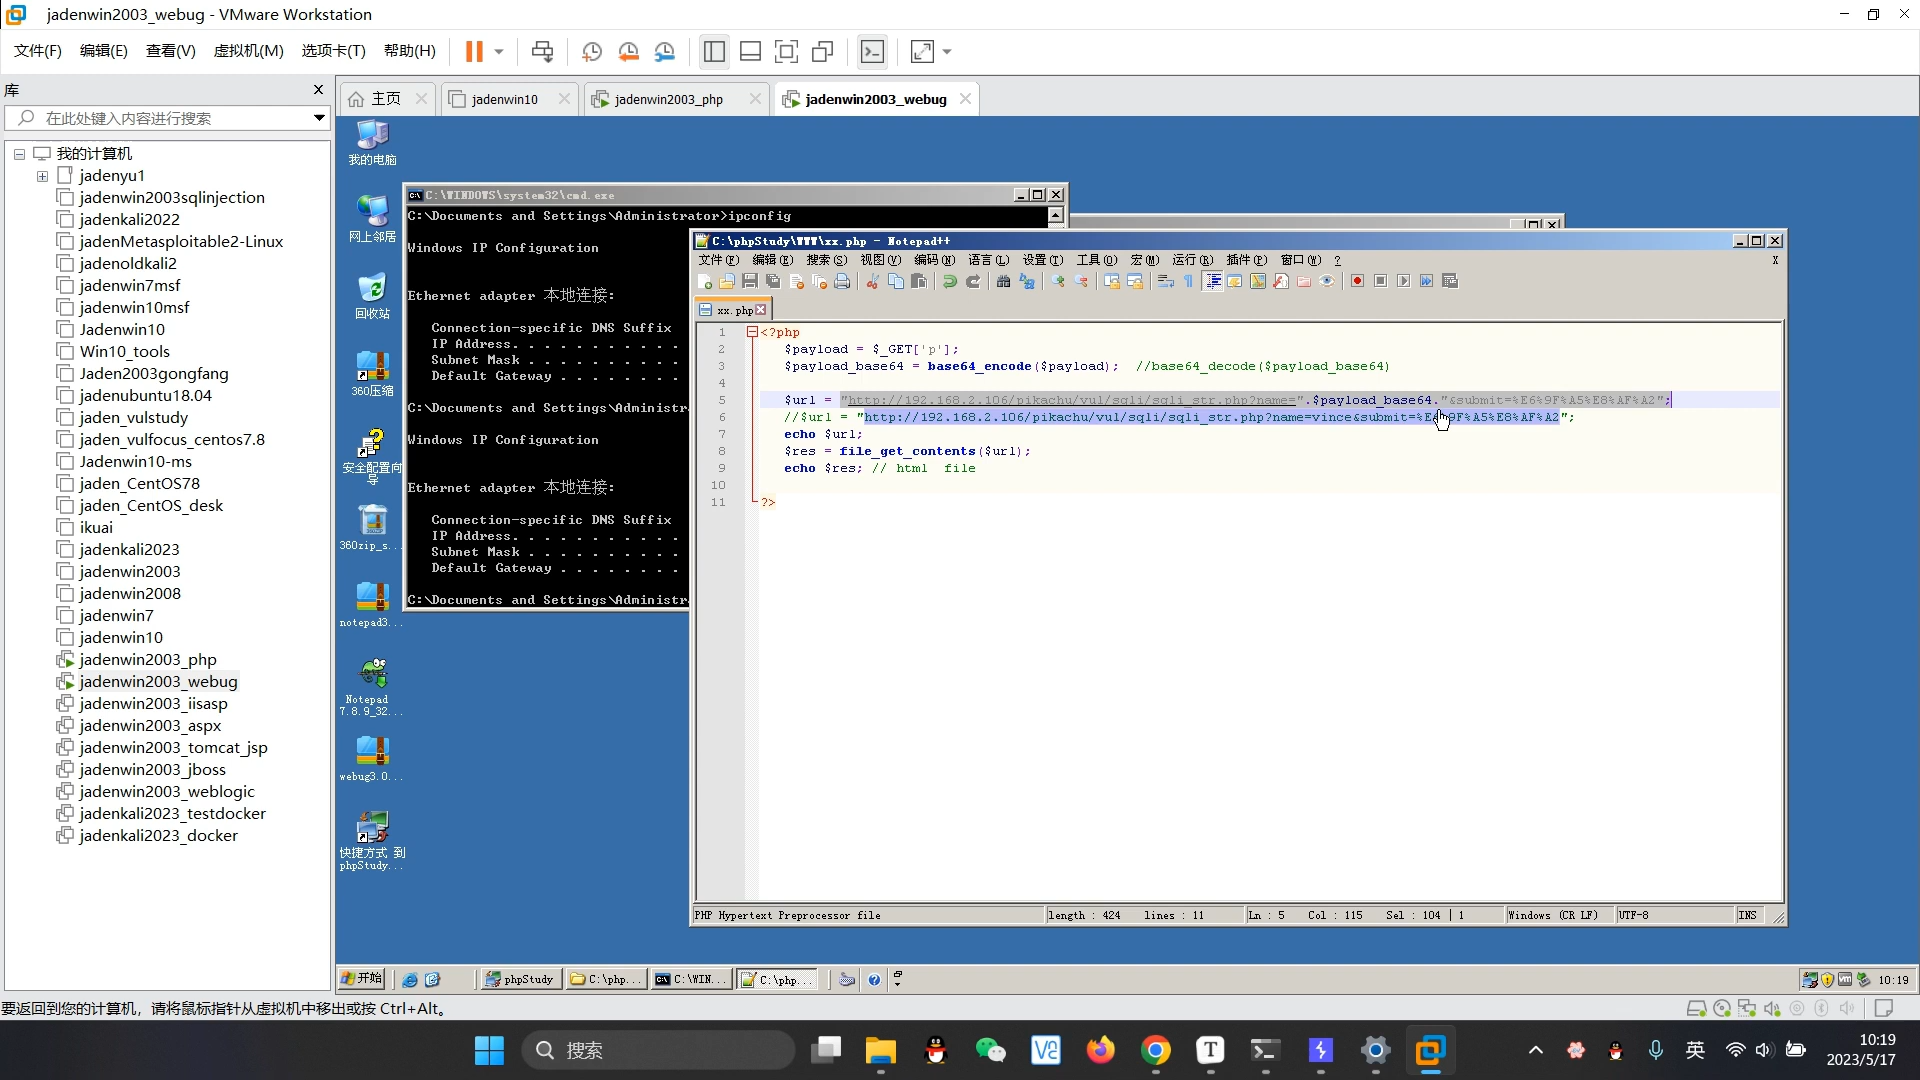 jadenwin2003_webug - VMware Workstation
文件(F) 编辑(E) 查看(V) 虚拟机(M) 选项卡(T) 帮助(H)
库
在此处键入内容进行搜索
我的计算机
jadenyu1
jadenwin2003sqlinjection
jadenkali2022
jadenMetasploitable2-Linux
jadenoldkali2
jadenwin7msf
jadenwin10msf
Jadenwin10
Win10_tools
Jaden2003gongfang
jadenubuntu18.04
jaden_vulstudy
jaden_vulfocus_centos7.8
Jadenwin10-ms
jaden_CentOS78
jaden_CentOS_desk
ikuai
jadenkali2023
jadenwin2003
jadenwin2008
jadenwin7
jadenwin10
jadenwin2003_php
jadenwin2003_webug
jadenwin2003_iisasp
jadenwin2003_aspx
jadenwin2003_tomcat_jsp
jadenwin2003_jboss
jadenwin2003_weblogic
jadenkali2023_testdocker
jadenkali2023_docker
主页 jadenwin10 jadenwin2003_php jadenwin2003_webug
我的电脑
网上邻居
回收站
360压缩
安全配置向导
360zip_s...
notepad3...
Notepad 7.8.9_32...
webug3.0...
快捷方式 到 phpStudy...
C:\WINDOWS\system32\cmd.exe
C:\Documents and Settings\Administrator>ipconfig
Windows IP Configuration
Ethernet adapter 本地连接:
Connection-specific DNS Suffix
IP Address. . . . . . . . . . .
Subnet Mask . . . . . . . . . .
Default Gateway . . . . . . . .
C:\Documents and Settings\Administr
Windows IP Configuration
Ethernet adapter 本地连接:
Connection-specific DNS Suffix
IP Address. . . . . . . . . . .
Subnet Mask . . . . . . . . . .
Default Gateway . . . . . . . .
C:\Documents and Settings\Administr
C:\phpStudy\WWW\xx.php - Notepad++
文件(F) 编辑(E) 搜索(S) 视图(V) 编码(N) 语言(L) 设置(T) 工具(O) 宏(M) 运行(R) 插件(P) 窗口(W) ? X
xx.php
1 <?php
2 $payload = $_GET['p'];
3 $payload_base64 = base64_encode($payload); //base64_decode($payload_base64)
4
5 $url = "http://192.168.2.106/pikachu/vul/sqli/sqli_str.php?name=".$payload_base64."&submit=%E6%9F%A5%E8%AF%A2";
6 //$url = "http://192.168.2.106/pikachu/vul/sqli/sqli_str.php?name=vince&submit=%E6%9F%A5%E8%AF%A2";
7 echo $url;
8 $res = file_get_contents($url);
9 echo $res; // html file
10
11 ?>
PHP Hypertext Preprocessor file length : 424 lines : 11 Ln : 5 Col : 115 Sel : 104 | 1 Windows (CR LF) UTF-8 INS
开始 phpStudy C:\php... C:\WIN... C:\php... 10:19
要返回到您的计算机，请将鼠标指针从虚拟机中移出或按 Ctrl+Alt。
搜索
英
10:19
2023/5/17